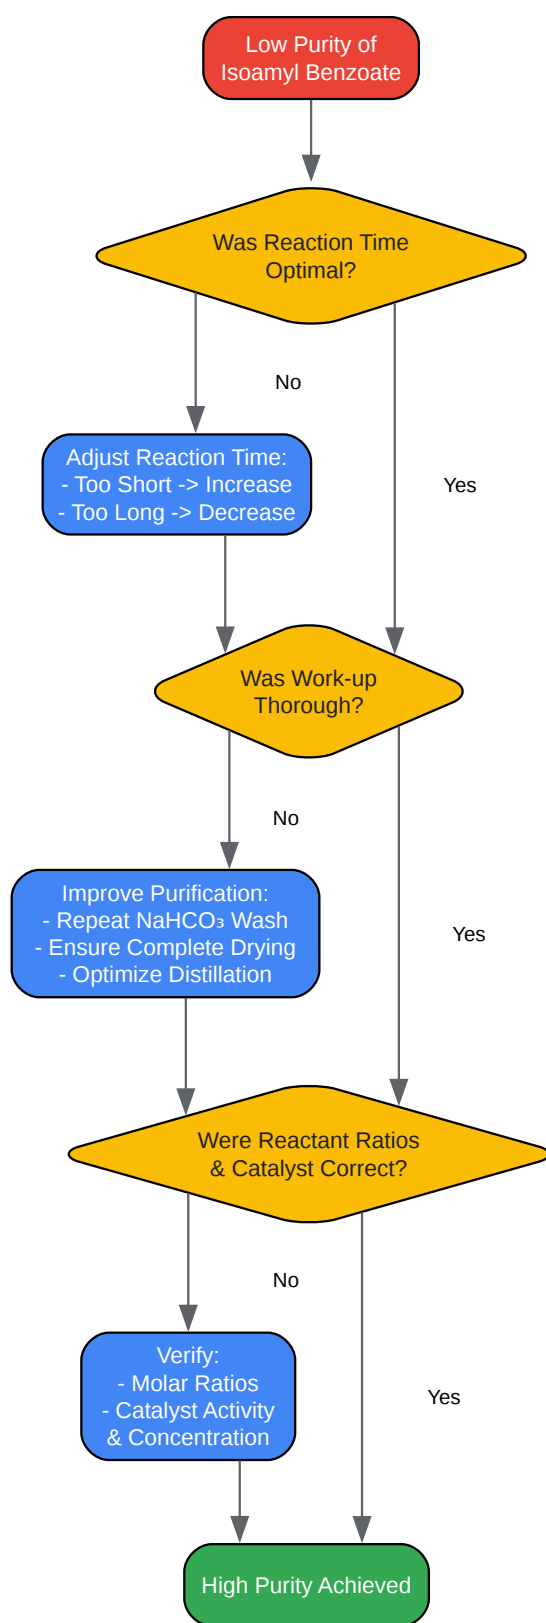 Low Purity of
Isoamyl Benzoate
Was Reaction Time
Optimal?
No
Adjust Reaction Time:
- Too Short -> Increase
- Too Long -> Decrease
Yes
Was Work-up
Thorough?
No
Improve Purification:
- Repeat NaHCO₃ Wash
- Ensure Complete Drying
- Optimize Distillation
Yes
Were Reactant Ratios
& Catalyst Correct?
No
Verify:
- Molar Ratios
- Catalyst Activity
& Concentration
Yes
High Purity Achieved